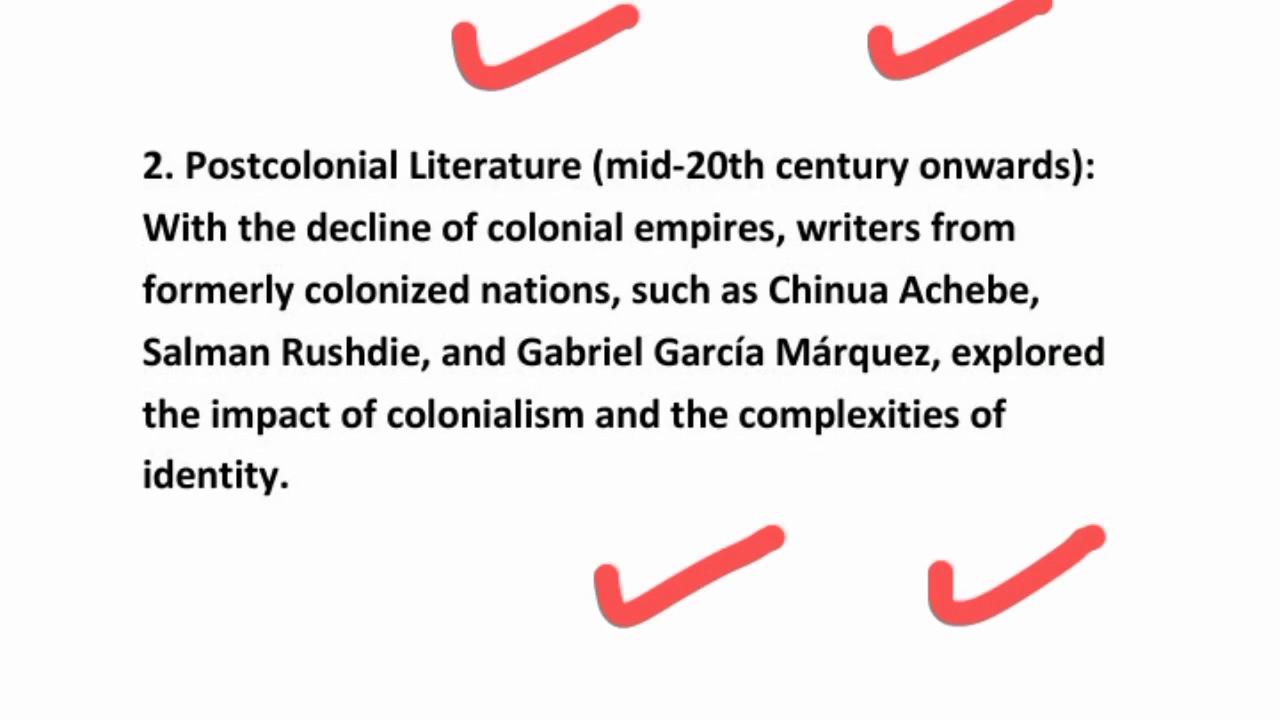 2. Postcolonial Literature (mid-20th century onwards):
With the decline of colonial empires, writers from
formerly colonized nations, such as Chinua Achebe,
Salman Rushdie, and Gabriel García Márquez, explored
the impact of colonialism and the complexities of
identity.